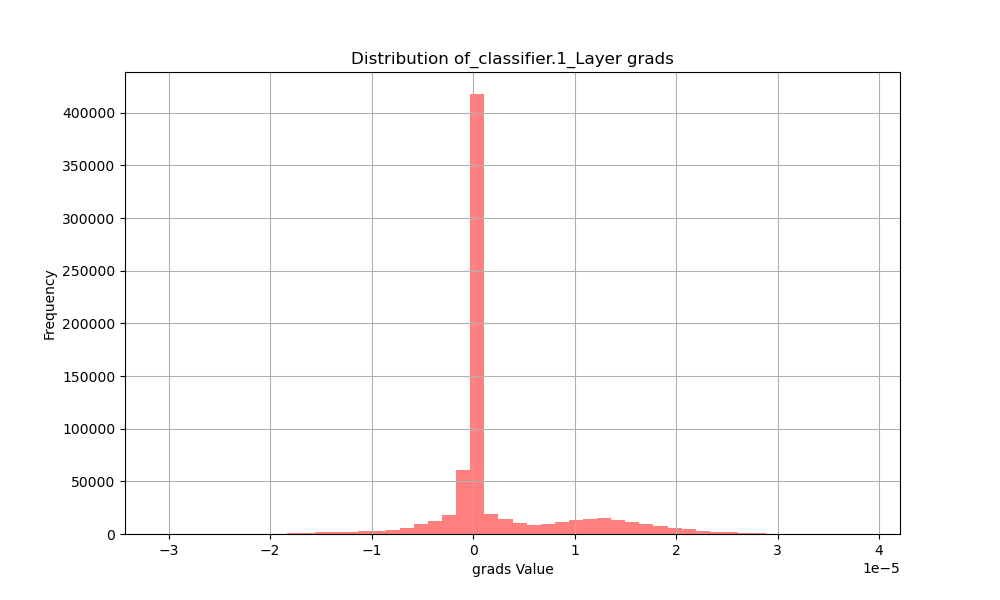 Distribution of_classifier.1_Layer grads
Frequency
400000
350000
300000
250000
200000
150000
100000
50000
0
−3 −2 −1 0 1 2 3 4
1e−5
grads Value